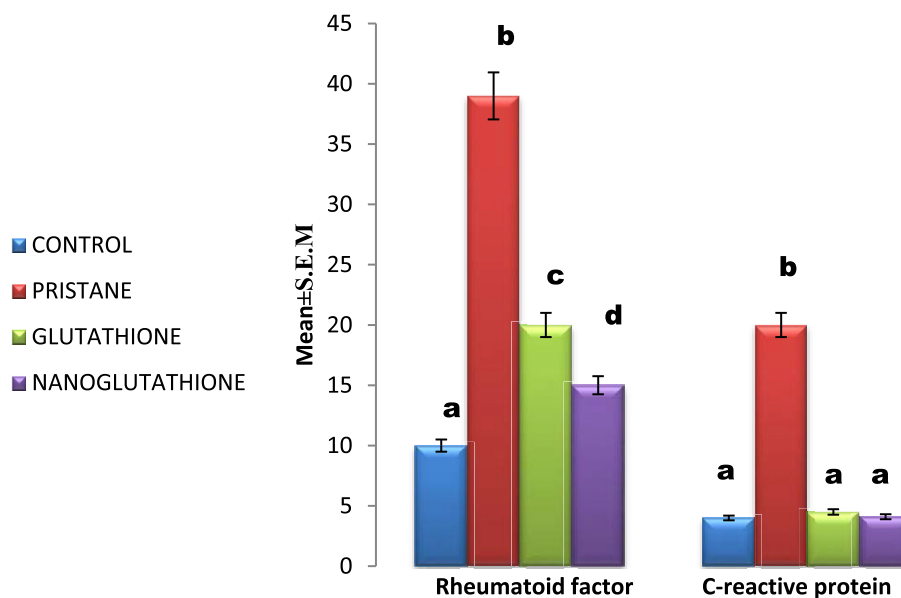 CONTROL
PRISTANE
GLUTATHIONE
NANOGLUTATHIONE
Mean±S.E.M
45
40
35
30
25
20
15
10
5
0
a
b
c
d
a
b
a
a
Rheumatoid factor
C-reactive protein